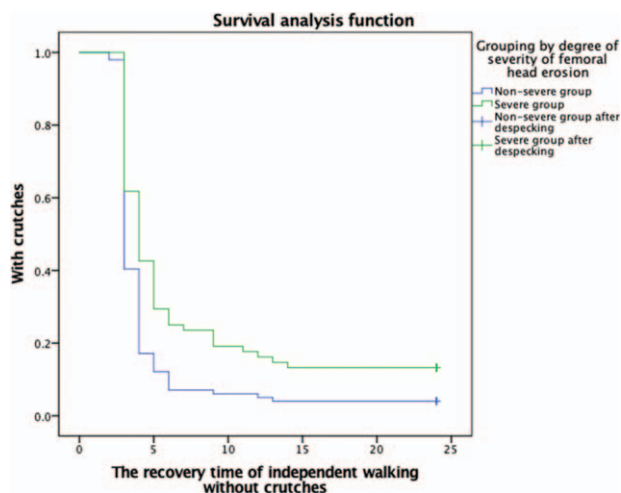 Survival analysis function
With crutches
1.0
0.8
0.6
0.4
0.2
0.0
0
5
10
15
20
25
The recovery time of independent walking
without crutches
Grouping by degree of
severity of femoral
head erosion
Non-severe group
Severe group
Non-severe group after
despecking
Severe group after
despecking